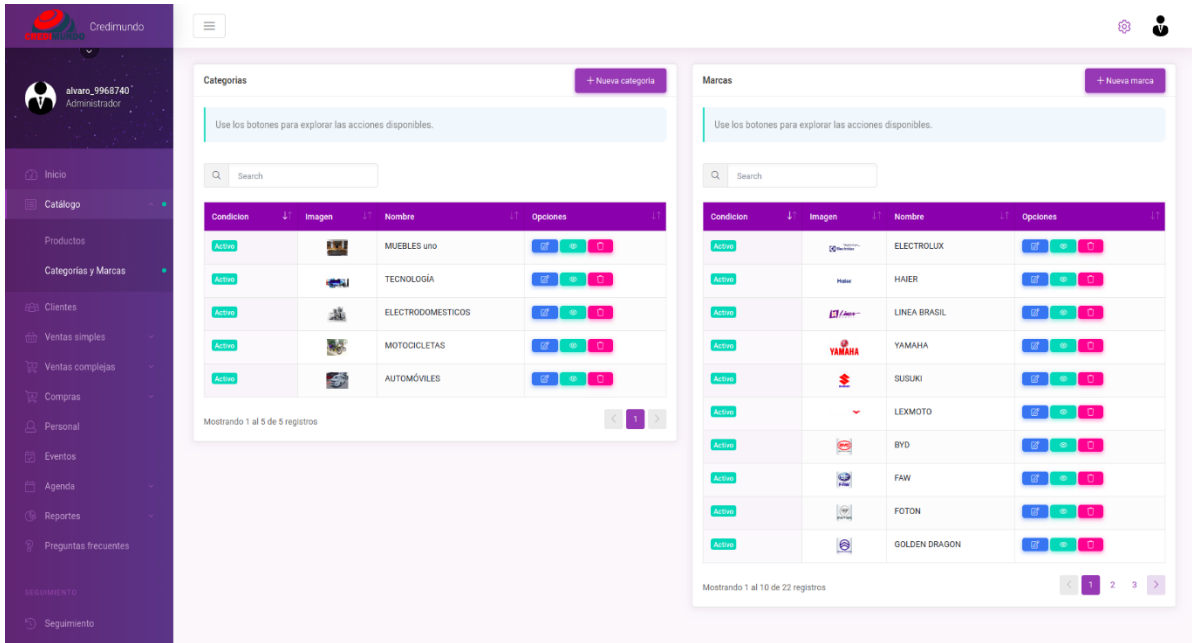 Credimundo
CREDIMUNDO
alvaro_9968740
Administrador
Inicio
Catálogo
Productos
Categorías y Marcas
Clientes
Ventas simples
Ventas complejas
Compras
Personal
Eventos
Agenda
Reportes
Preguntas frecuentes
SEGUIMIENTO
Seguimiento
Categorias
+ Nueva categoria
Use los botones para explorar las acciones disponibles.
Search
Condicion Imagen Nombre Opciones
Activo MUEBLES uno
Activo TECNOLOGÍA
Activo ELECTRODOMESTICOS
Activo MOTOCICLETAS
Activo AUTOMÓVILES
Mostrando 1 al 5 de 5 registros
< 1 >
Marcas
+ Nueva marca
Use los botones para explorar las acciones disponibles.
Search
Condicion Imagen Nombre Opciones
Activo Electrolux ELECTROLUX
Activo Haier HAIER
Activo LINEA BRASIL
Activo YAMAHA YAMAHA
Activo SUSUKI
Activo LEXMOTO
Activo BYD BYD
Activo FAW FAW
Activo FOTON FOTON
Activo GOLDEN DRAGON
Mostrando 1 al 10 de 22 registros
< 1 2 3 >